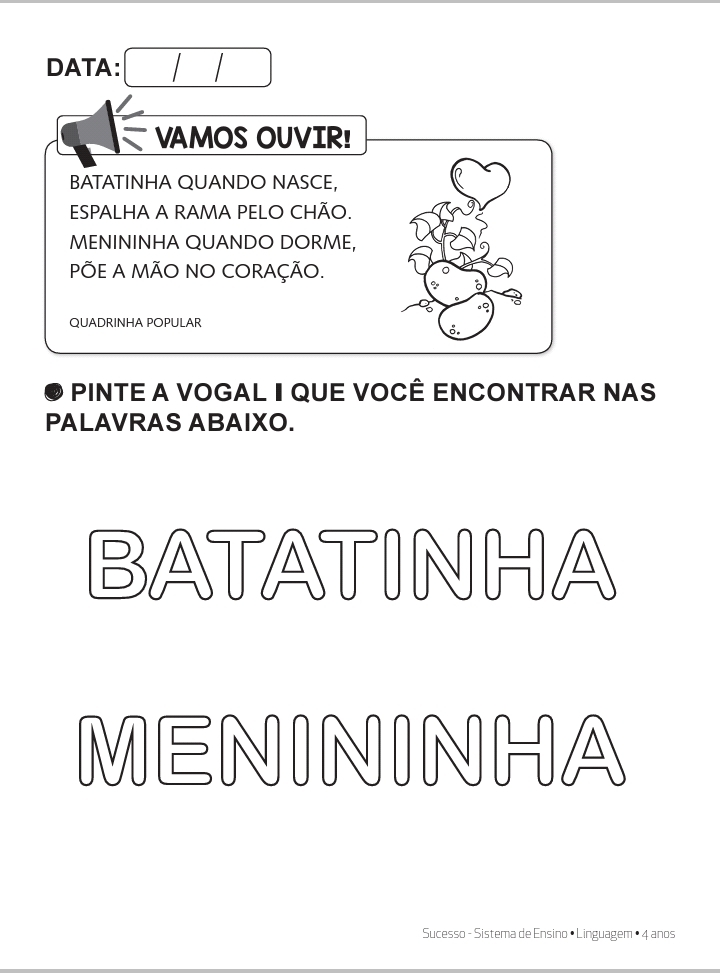 DATA: / /
VAMOS OUVIR!
BATATINHA QUANDO NASCE,
ESPALHA A RAMA PELO CHÃO.
MENININHA QUANDO DORME,
PÕE A MÃO NO CORAÇÃO.
QUADRINHA POPULAR
PINTE A VOGAL I QUE VOCÊ ENCONTRAR NAS
PALAVRAS ABAIXO.
BATATINHA
MENININHA
Sucesso - Sistema de Ensino • Linguagem • 4 anos